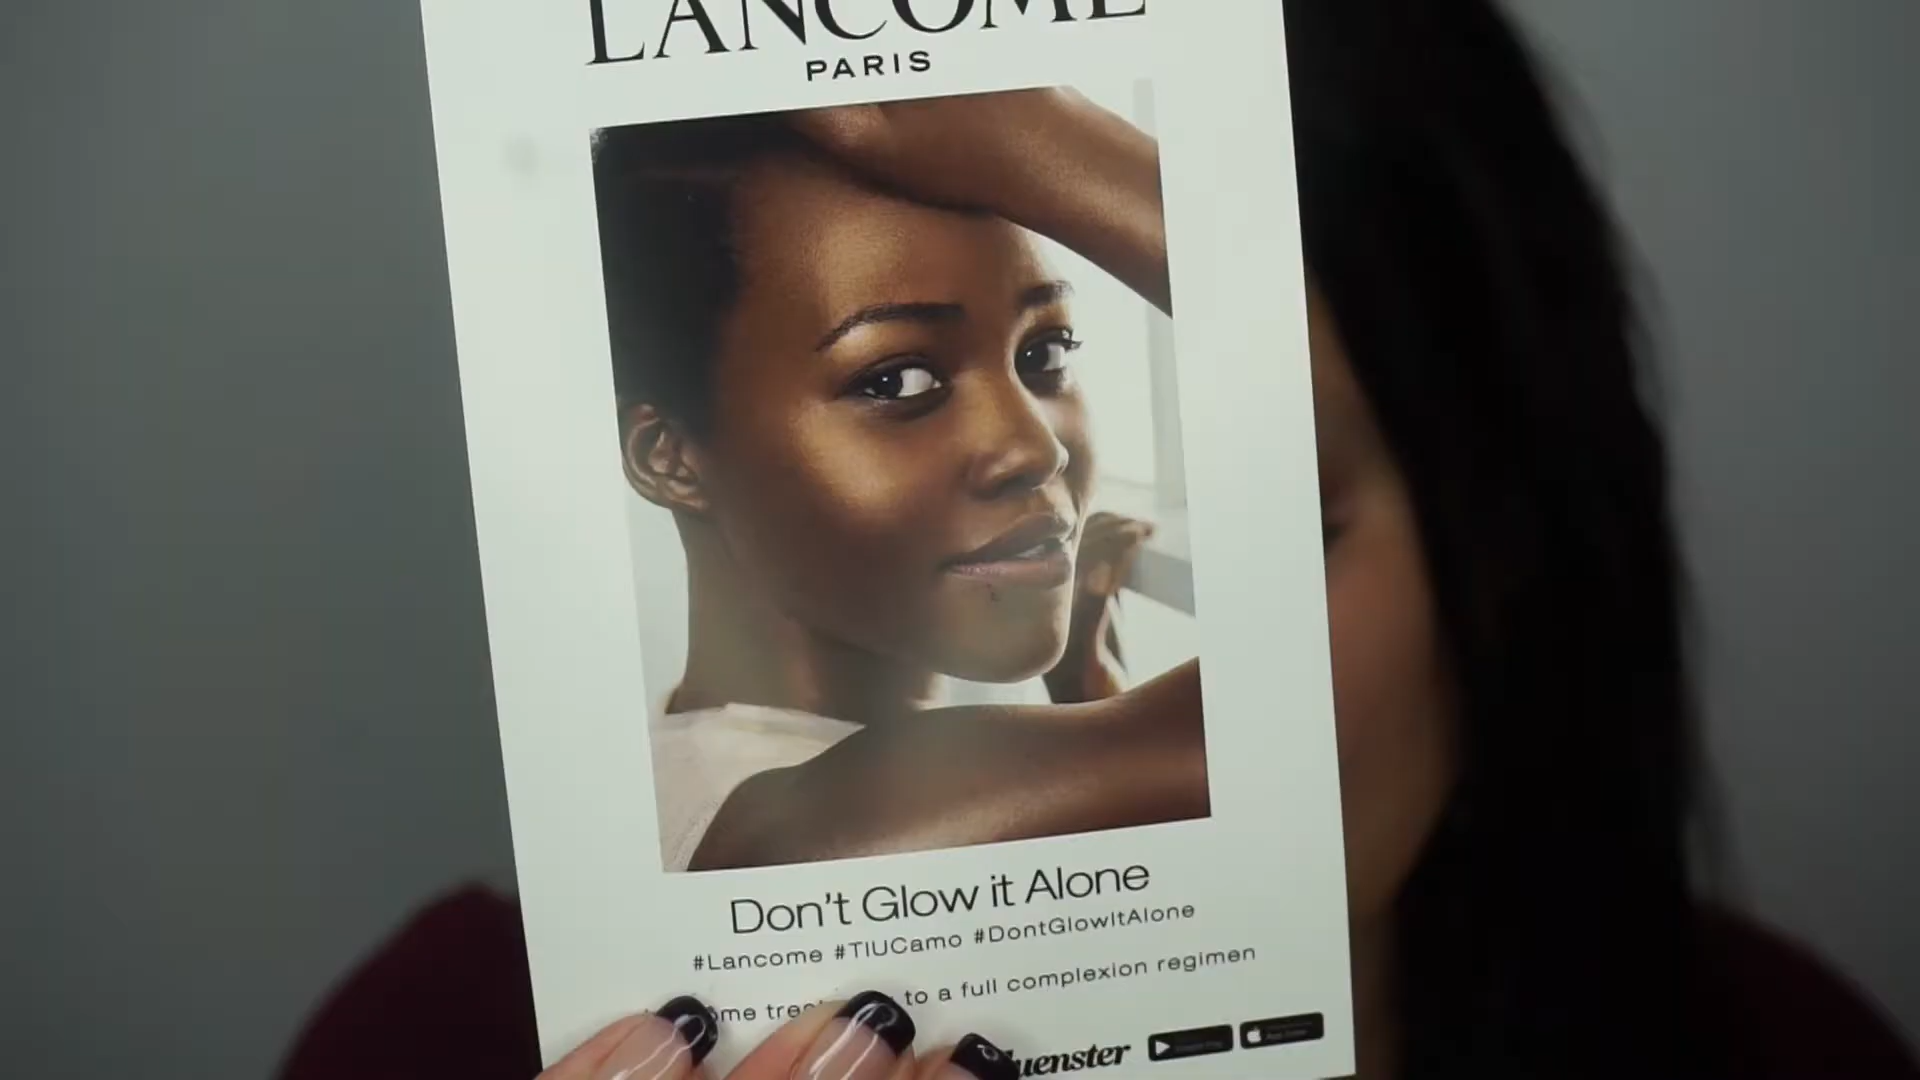 LANCOME
PARIS
Don't Glow it Alone
#Lancome #TIUCamo #DontGlowItAlone
to a full complexion regimen